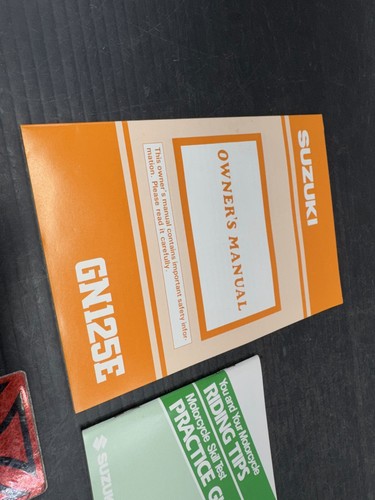 SUZUKI
OWNER'S MANUAL
This owner's manual contains important safety infor-
mation. Please read it carefully.
GN125E
You and Your Motorcycle
RIDING TIPS
Motorcycle Skill Test
PRACTICE G
SUZUK